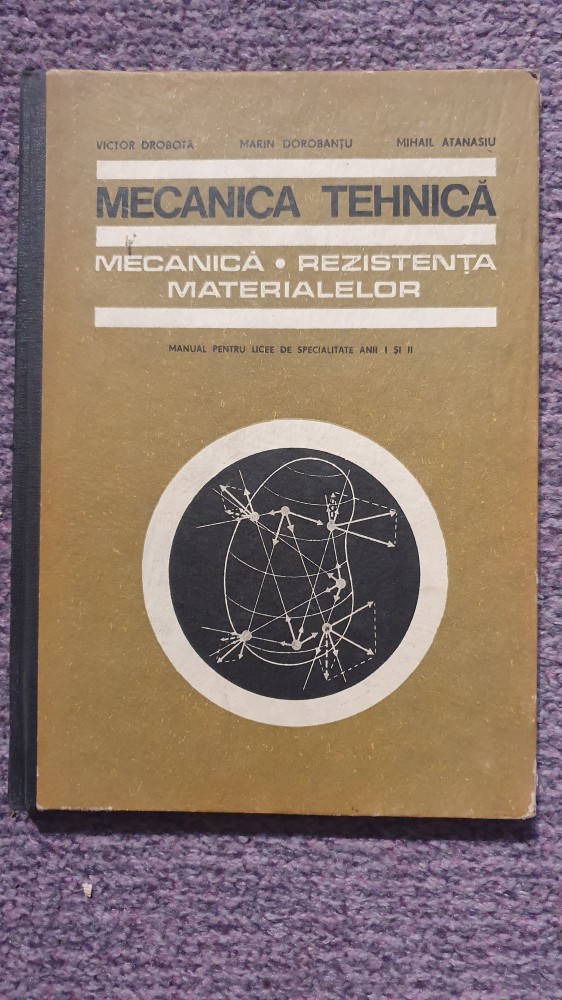 VICTOR DROBOTĂ MARIN DOROBANȚU MIHAIL ATANASIU
MECANICA TEHNICĂ
MECANICĂ • REZISTENȚA
MATERIALELOR
MANUAL PENTRU LICEE DE SPECIALITATE ANII I ȘI II